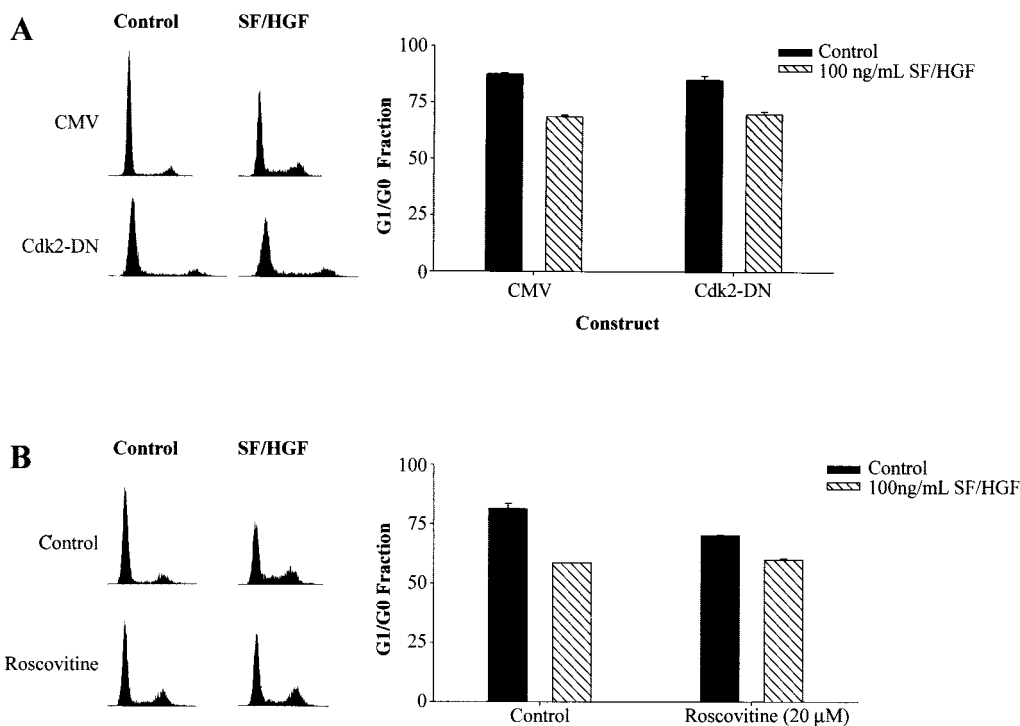 A
Control
SF/HGF
CMV
Cdk2-DN
100
75
50
25
0
G1/G0 Fraction
CMV
Cdk2-DN
Construct
Control
100 ng/mL SF/HGF
B
Control
SF/HGF
Control
Roscovitine
100
75
50
25
0
G1/G0 Fraction
Control
Roscovitine (20 µM)
Control
100ng/mL SF/HGF